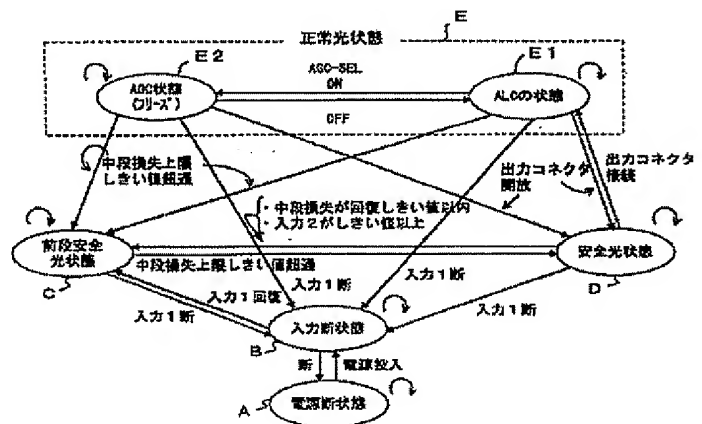 E
正常光状態
E2
E1
AGC-SEL
ON
AGC状態
(フリーズ)
ALCの状態
OFF
中段損失上限
しきい値超過
出力コネクタ
接続
出力コネクタ
開放
・中段損失が回復しきい値以内
・入力2がしきい値以上
前段安全
光状態
安全光状態
中段損失上限しきい値超過
C
D
入力1断
入力1断
入力1回復
入力1断
入力1断
入力断状態
B
断
電源投入
A
電源断状態